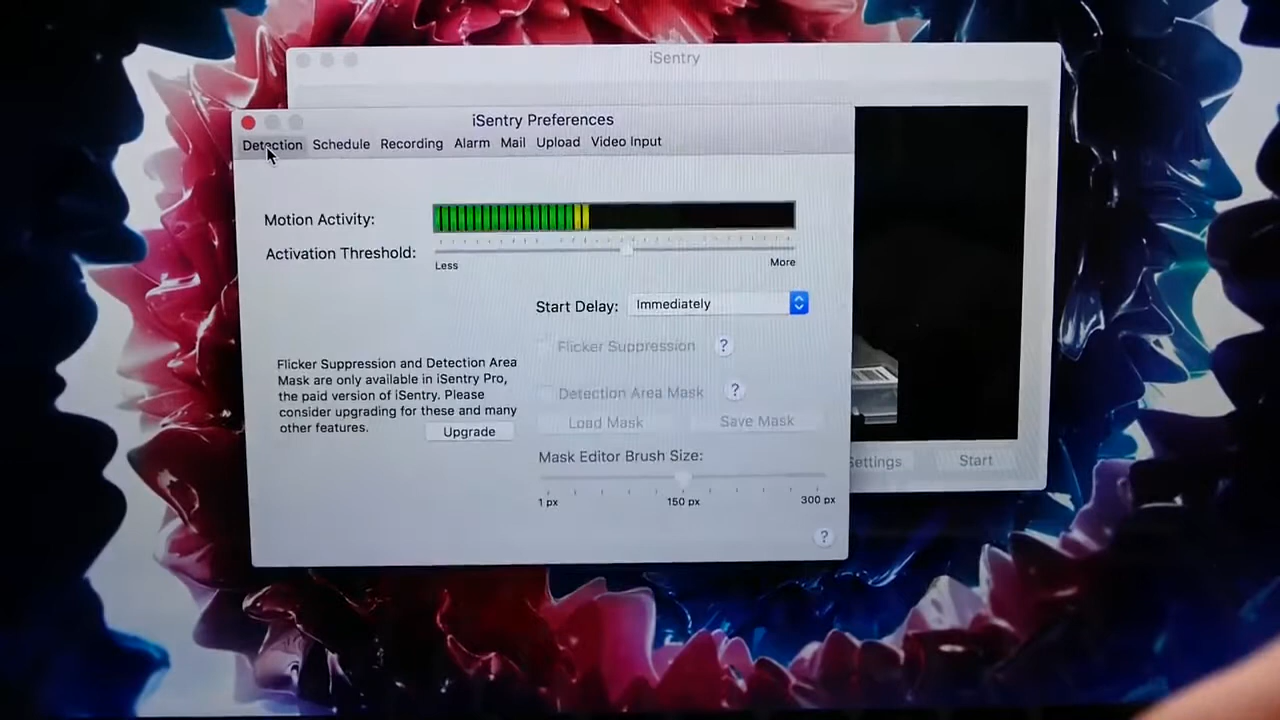 iSentry
iSentry Preferences
Detection Schedule Recording Alarm Mail Upload Video Input
Motion Activity:
Activation Threshold:
Less More
Start Delay: Immediately
Flicker Suppression ?
Flicker Suppression and Detection Area
Mask are only available in iSentry Pro,
the paid version of iSentry. Please
consider upgrading for these and many
other features.
Upgrade
Detection Area Mask ?
Load Mask Save Mask
Mask Editor Brush Size:
1 px 150 px 300 px
?
Settings Start